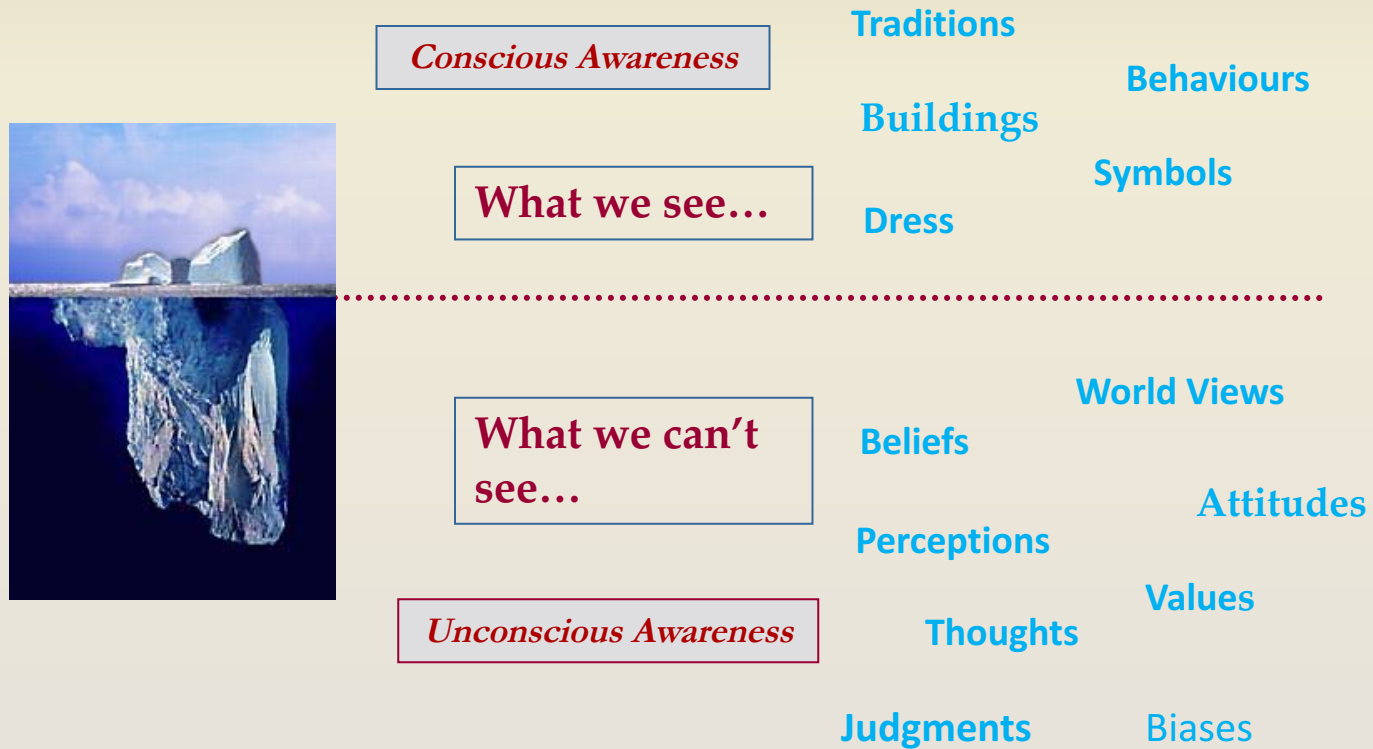 Conscious Awareness
Traditions
Behaviours
Buildings
Symbols
What we see…
Dress
World Views
What we can’t
see…
Beliefs
Attitudes
Perceptions
Values
Unconscious Awareness
Thoughts
Judgments
Biases